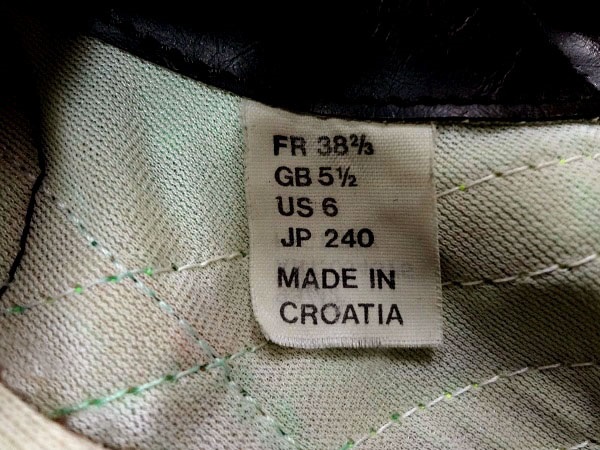 FR 38⅔
GB 5½
US 6
JP 240
MADE IN
CROATIA